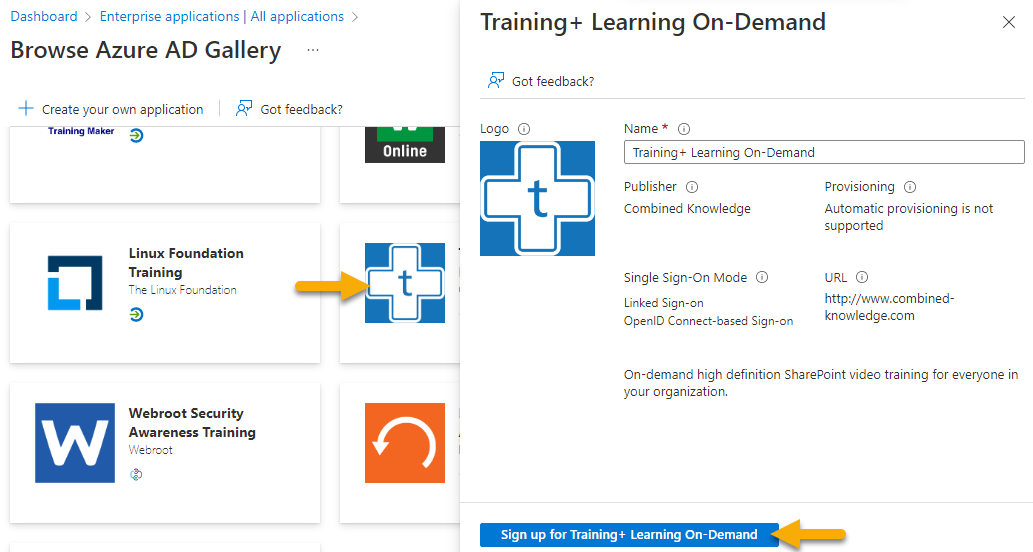 Dashboard > Enterprise applications | All applications >
Browse Azure AD Gallery ...
Create your own application
Got feedback?
Training Maker
Online
Linux Foundation
Training
The Linux Foundation
t
Webroot Security
Awareness Training
Webroot
W
Training+ Learning On-Demand
Got feedback?
Logo
t
Name *
Training+ Learning On-Demand
Publisher
Combined Knowledge
Provisioning
Automatic provisioning is not
supported
Single Sign-On Mode
Linked Sign-on
OpenID Connect-based Sign-on
URL
http://www.combined-
knowledge.com
On-demand high definition SharePoint video training for everyone in
your organization.
Sign up for Training+ Learning On-Demand